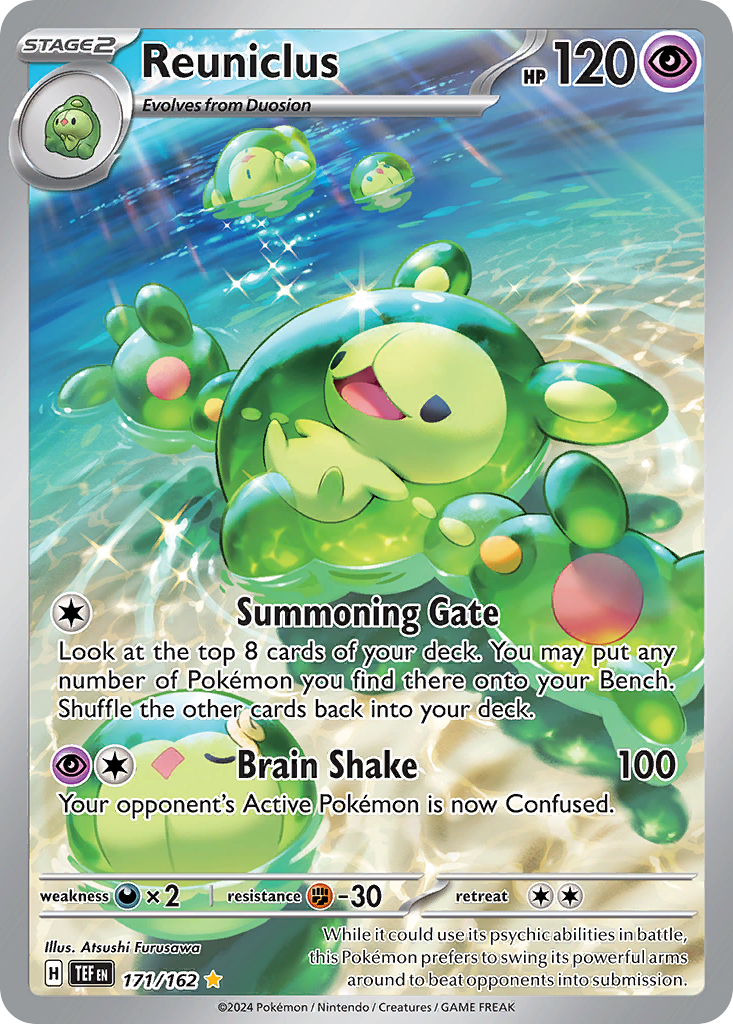 STAGE2
Reuniclus
HP 120
Evolves from Duosion
Summoning Gate
Look at the top 8 cards of your deck. You may put any
number of Pokémon you find there onto your Bench.
Shuffle the other cards back into your deck.
Brain Shake 100
Your opponent's Active Pokémon is now Confused.
weakness ×2 resistance -30 retreat
Illus. Atsushi Furusawa
While it could use its psychic abilities in battle,
this Pokémon prefers to swing its powerful arms
around to beat opponents into submission.
H TEF EN 171/162
©2024 Pokémon / Nintendo / Creatures / GAME FREAK